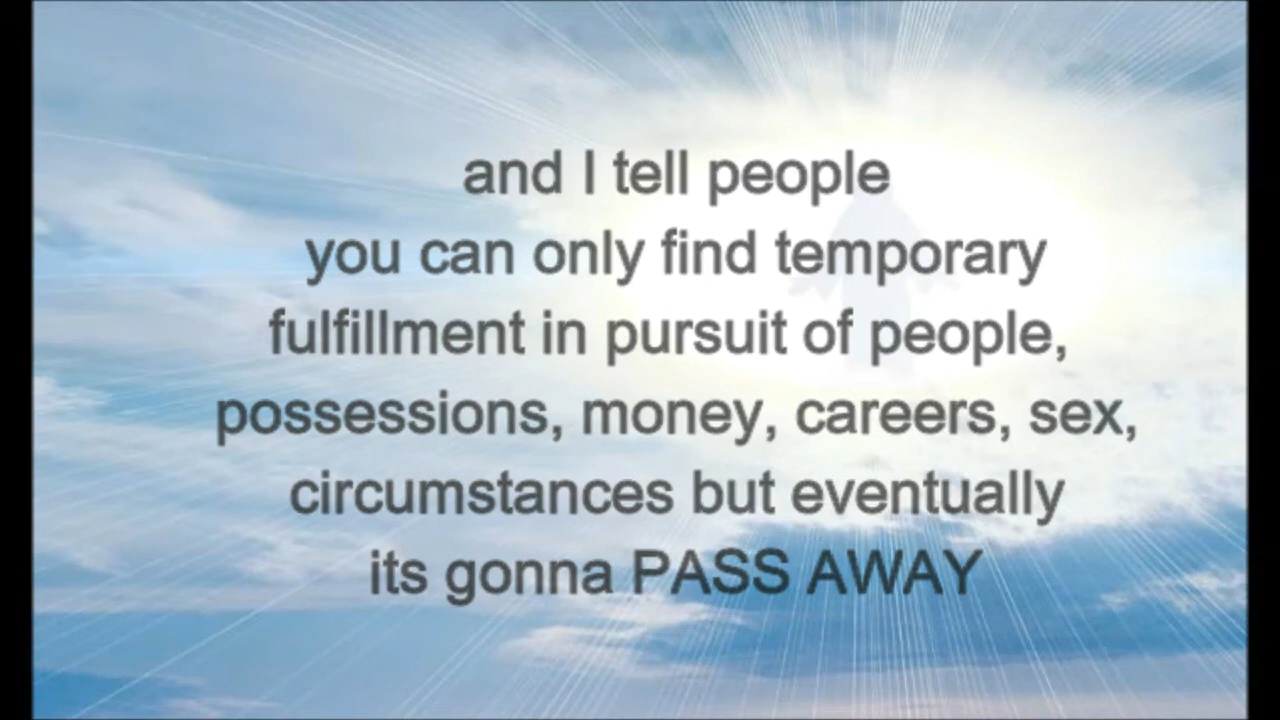 and I tell people
you can only find temporary
fulfillment in pursuit of people,
possessions, money, careers, sex,
circumstances but eventually
its gonna PASS AWAY